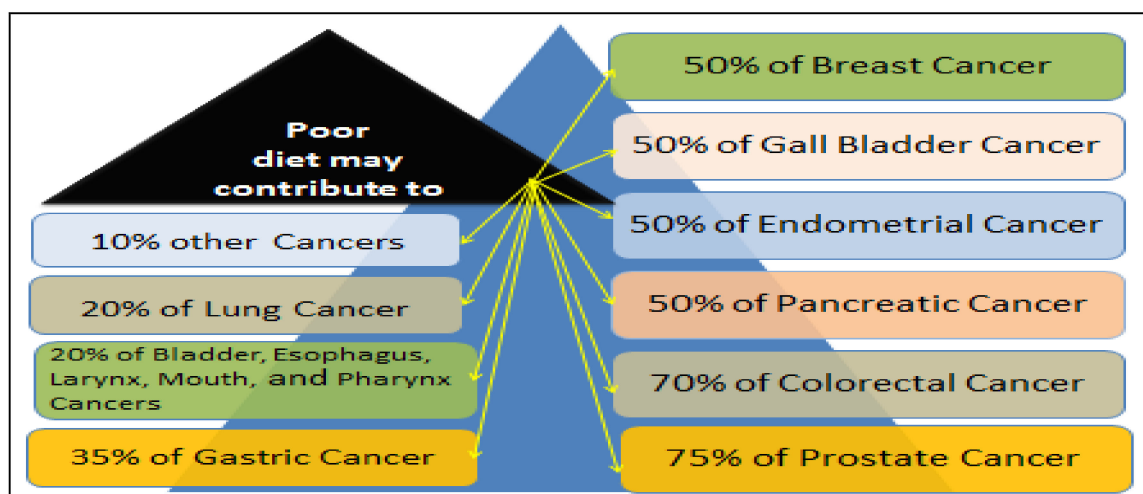 Poor
diet may
contribute to
10% other Cancers
20% of Lung Cancer
20% of Bladder, Esophagus,
Larynx, Mouth, and Pharynx
Cancers
35% of Gastric Cancer
50% of Breast Cancer
50% of Gall Bladder Cancer
50% of Endometrial Cancer
50% of Pancreatic Cancer
70% of Colorectal Cancer
75% of Prostate Cancer